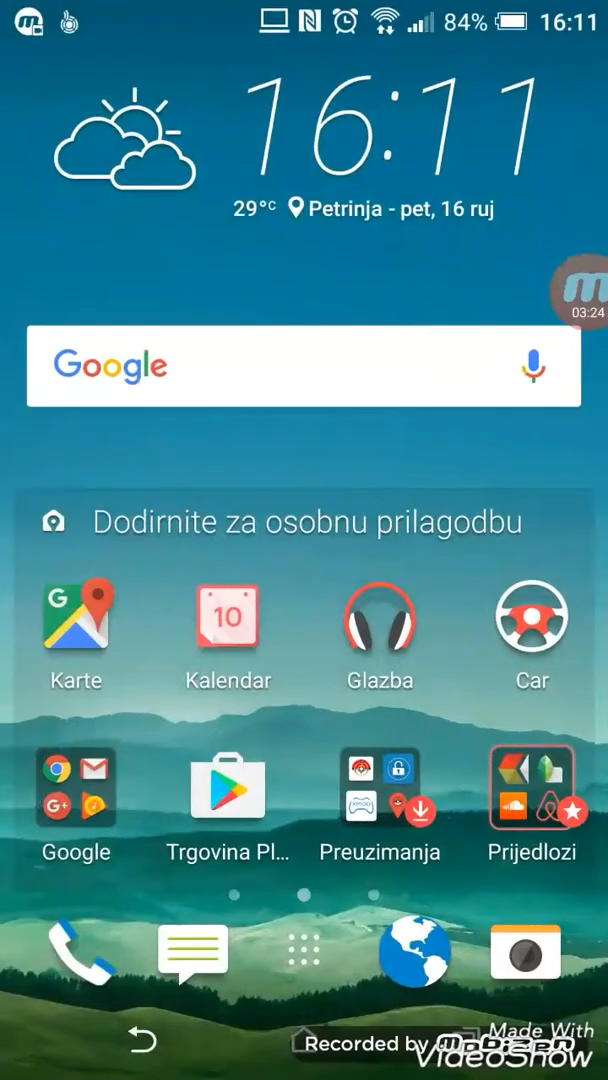 84% 16:11
16:11
29°C Petrinja - pet, 16 ruj
03:24
Google
Dodirnite za osobnu prilagodbu
G
10
Karte
Kalendar
Glazba
Car
G+
Google
Trgovina Pl...
Preuzimanja
Prijedlozi
Made With
Recorded by
VideoShow